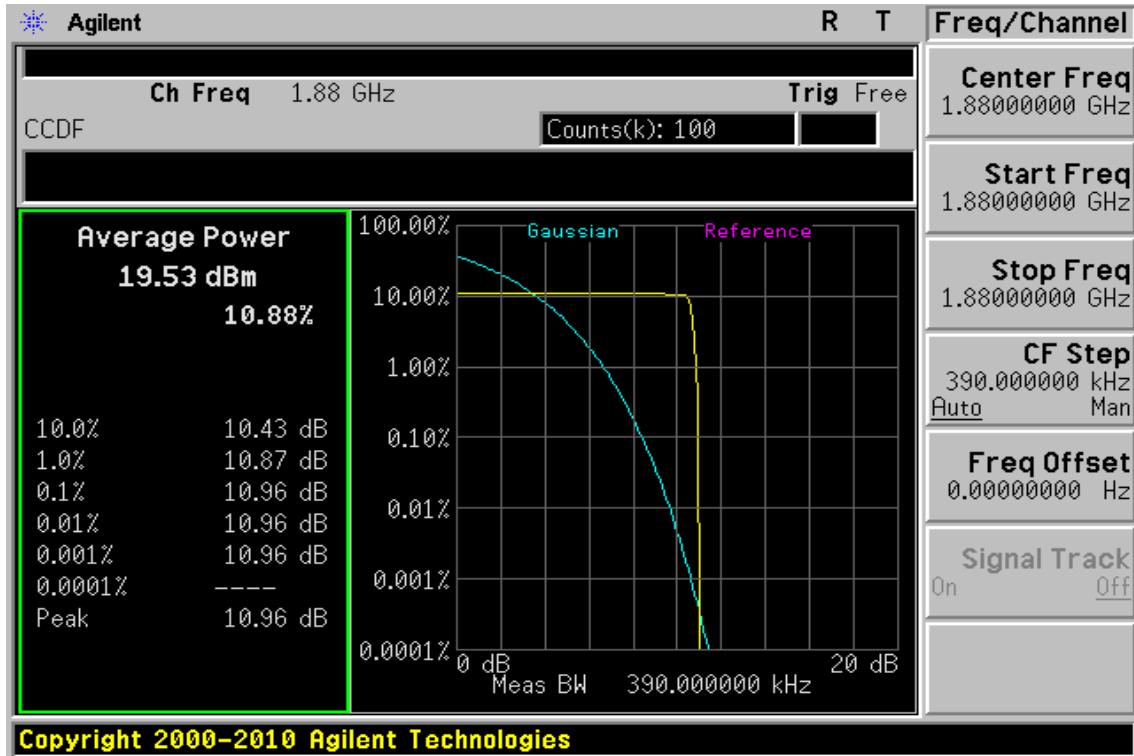 Agilent R T
Freq/Channel
Ch Freq 1.88 GHz Trig Free
CCDF Counts(k): 100
Average Power
19.53 dBm
10.88%
10.0% 10.43 dB
1.0% 10.87 dB
0.1% 10.96 dB
0.01% 10.96 dB
0.001% 10.96 dB
0.0001% ----
Peak 10.96 dB
Gaussian Reference
100.00%
10.00%
1.00%
0.10%
0.01%
0.001%
0.0001%
0 dB 20 dB
Meas BW 390.000000 kHz
Center Freq
1.88000000 GHz
Start Freq
1.88000000 GHz
Stop Freq
1.88000000 GHz
CF Step
390.000000 kHz
Auto Man
Freq Offset
0.00000000 Hz
Signal Track
On Off
Copyright 2000-2010 Agilent Technologies